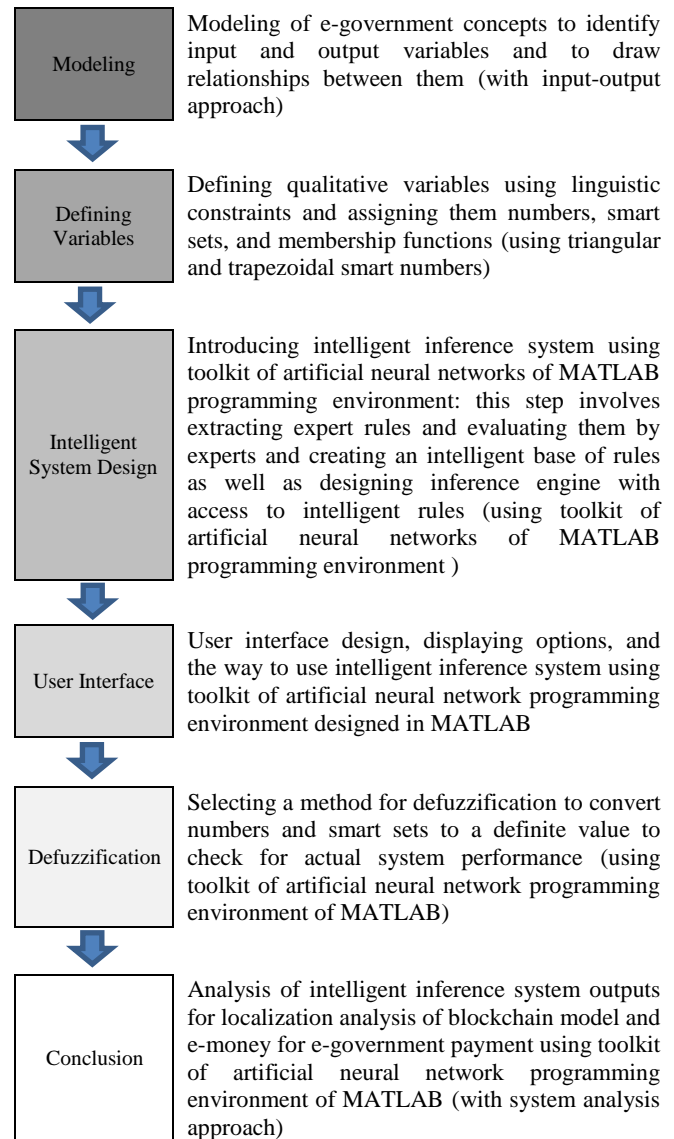 Modeling
Modeling of e-government concepts to identify
input and output variables and to draw
relationships between them (with input-output
approach)
Defining
Variables
Defining qualitative variables using linguistic
constraints and assigning them numbers, smart
sets, and membership functions (using triangular
and trapezoidal smart numbers)
Intelligent
System Design
Introducing intelligent inference system using
toolkit of artificial neural networks of MATLAB
programming environment: this step involves
extracting expert rules and evaluating them by
experts and creating an intelligent base of rules
as well as designing inference engine with
access to intelligent rules (using toolkit of
artificial neural networks of MATLAB
programming environment )
User Interface
User interface design, displaying options, and
the way to use intelligent inference system using
toolkit of artificial neural network programming
environment designed in MATLAB
Defuzzification
Selecting a method for defuzzification to convert
numbers and smart sets to a definite value to
check for actual system performance (using
toolkit of artificial neural network programming
environment of MATLAB)
Conclusion
Analysis of intelligent inference system outputs
for localization analysis of blockchain model and
e-money for e-government payment using toolkit
of artificial neural network programming
environment of MATLAB (with system analysis
approach)